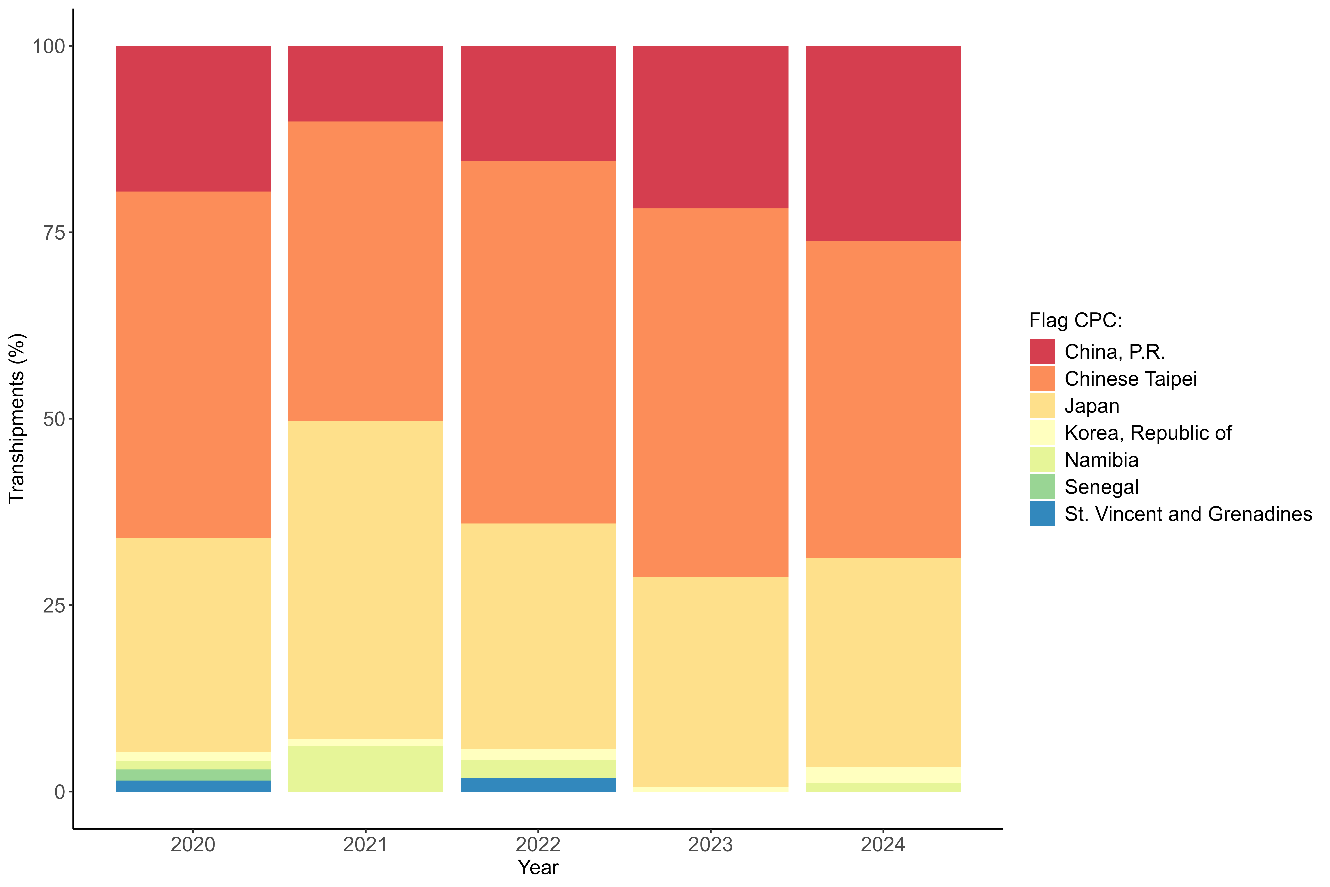 Transhipments (%)
100
75
50
25
0
2020
2021
2022
2023
2024
Year
Flag CPC:
China, P.R.
Chinese Taipei
Japan
Korea, Republic of
Namibia
Senegal
St. Vincent and Grenadines